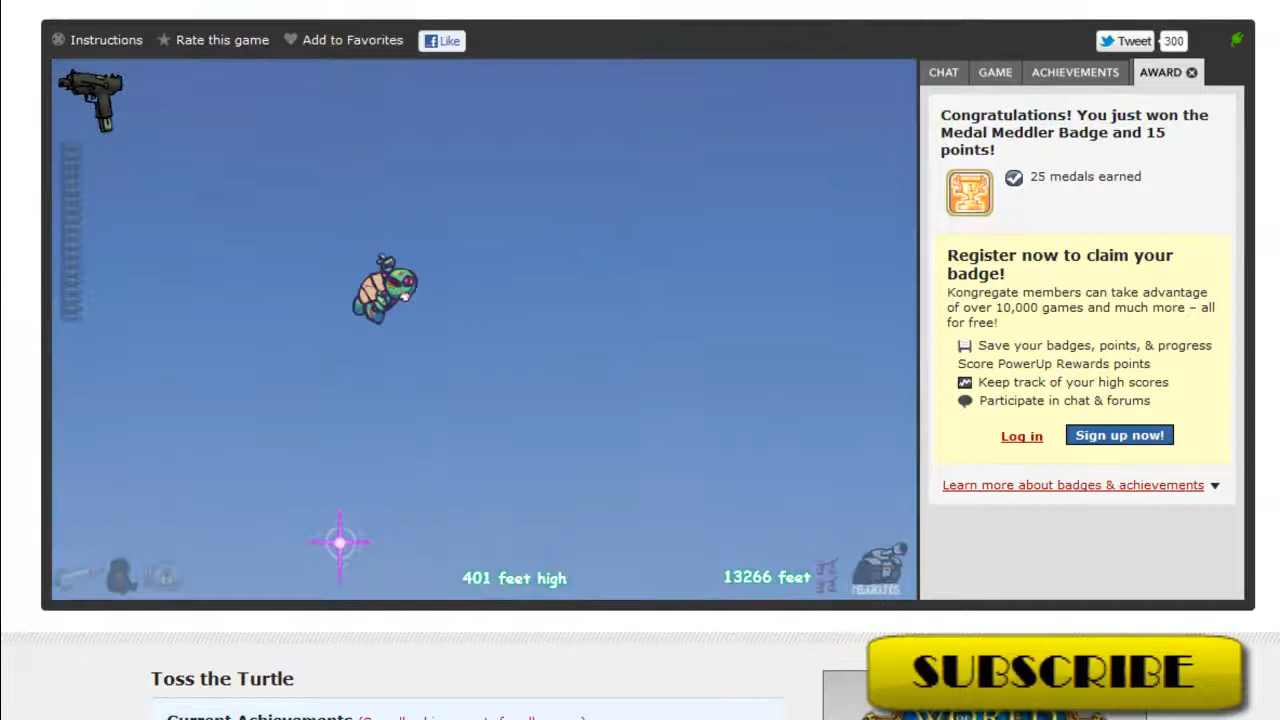 Instructions
Rate this game
Add to Favorites
Like
Tweet
300
CHAT
GAME
ACHIEVEMENTS
AWARD
Congratulations! You just won the
Medal Meddler Badge and 15
points!
25 medals earned
Register now to claim your
badge!
Kongregate members can take advantage
of over 10,000 games and much more – all
for free!
Save your badges, points, & progress
Score PowerUp Rewards points
Keep track of your high scores
Participate in chat & forums
Log in
Sign up now!
Learn more about badges & achievements
401 feet high
13266 feet
SUBSCRIBE
Toss the Turtle
Current Achievements